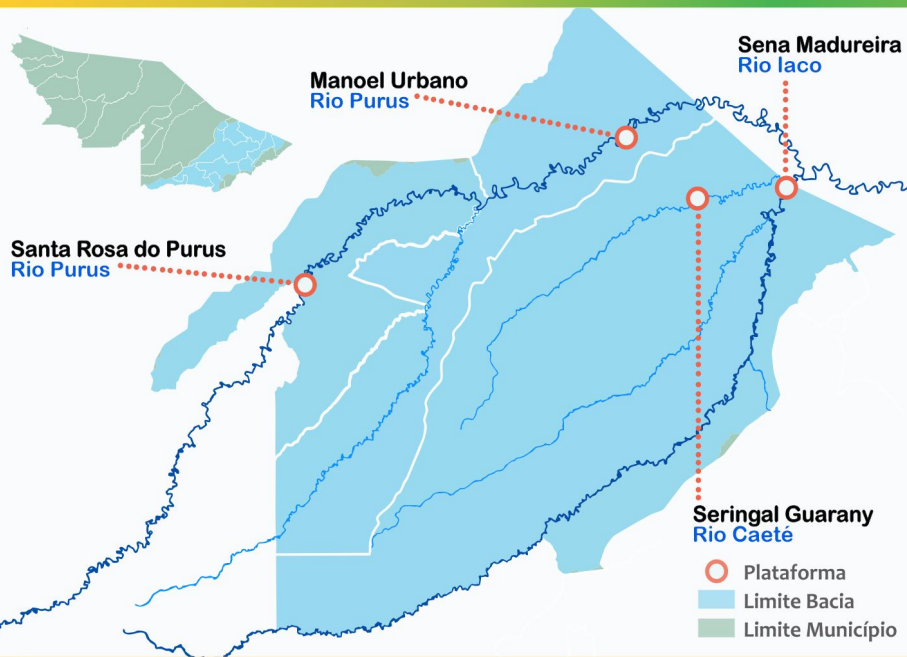 Sena Madureira
Rio Iaco
Manoel Urbano
Rio Purus
Santa Rosa do Purus
Rio Purus
Seringal Guarany
Rio Caeté
Plataforma
Limite Bacia
Limite Município